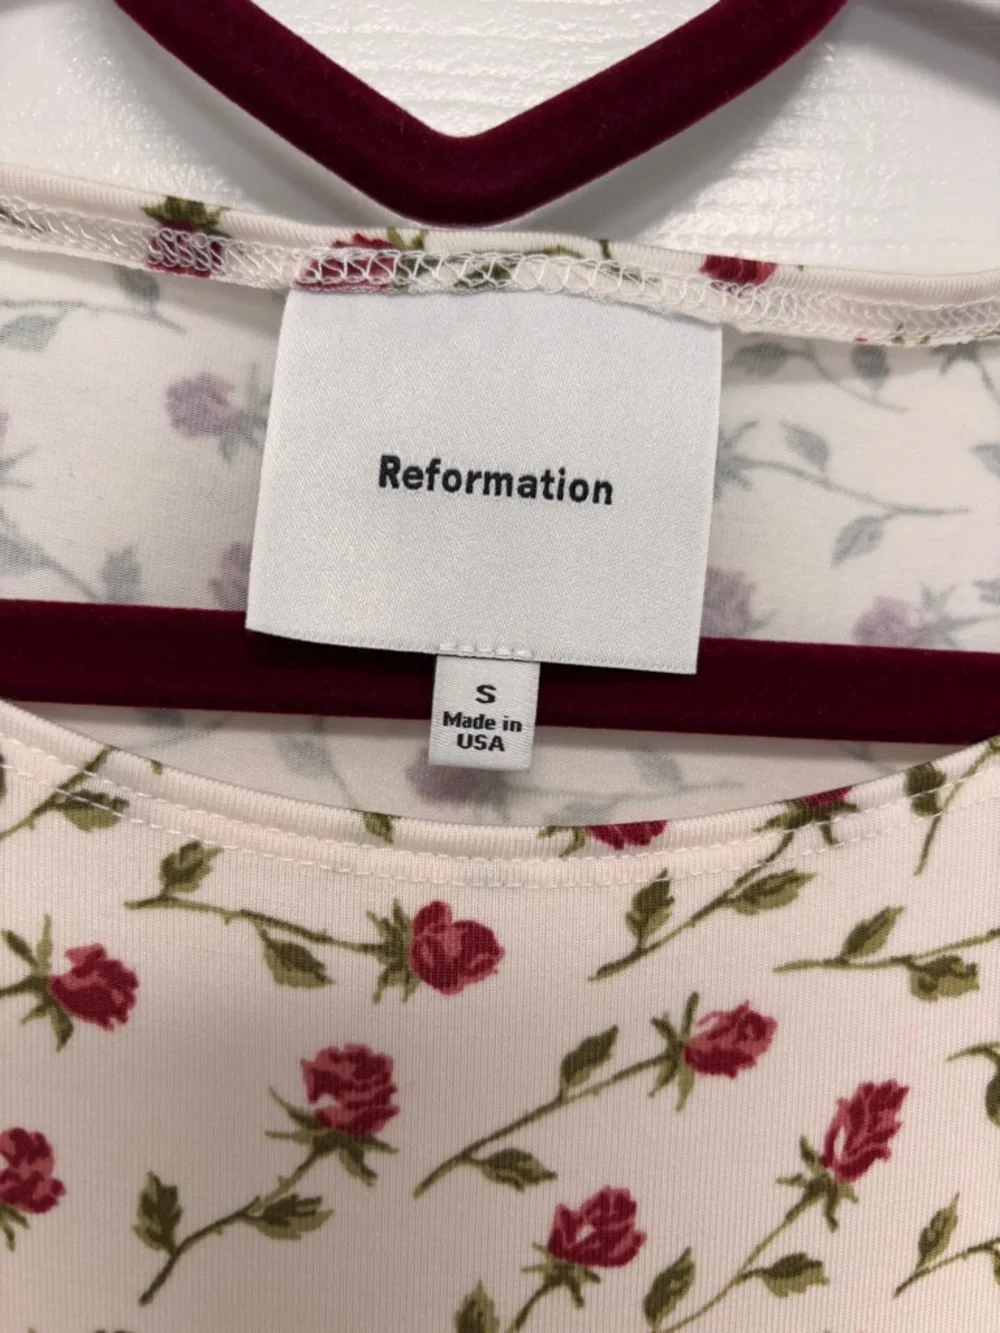 Reformation
S
Made in
USA